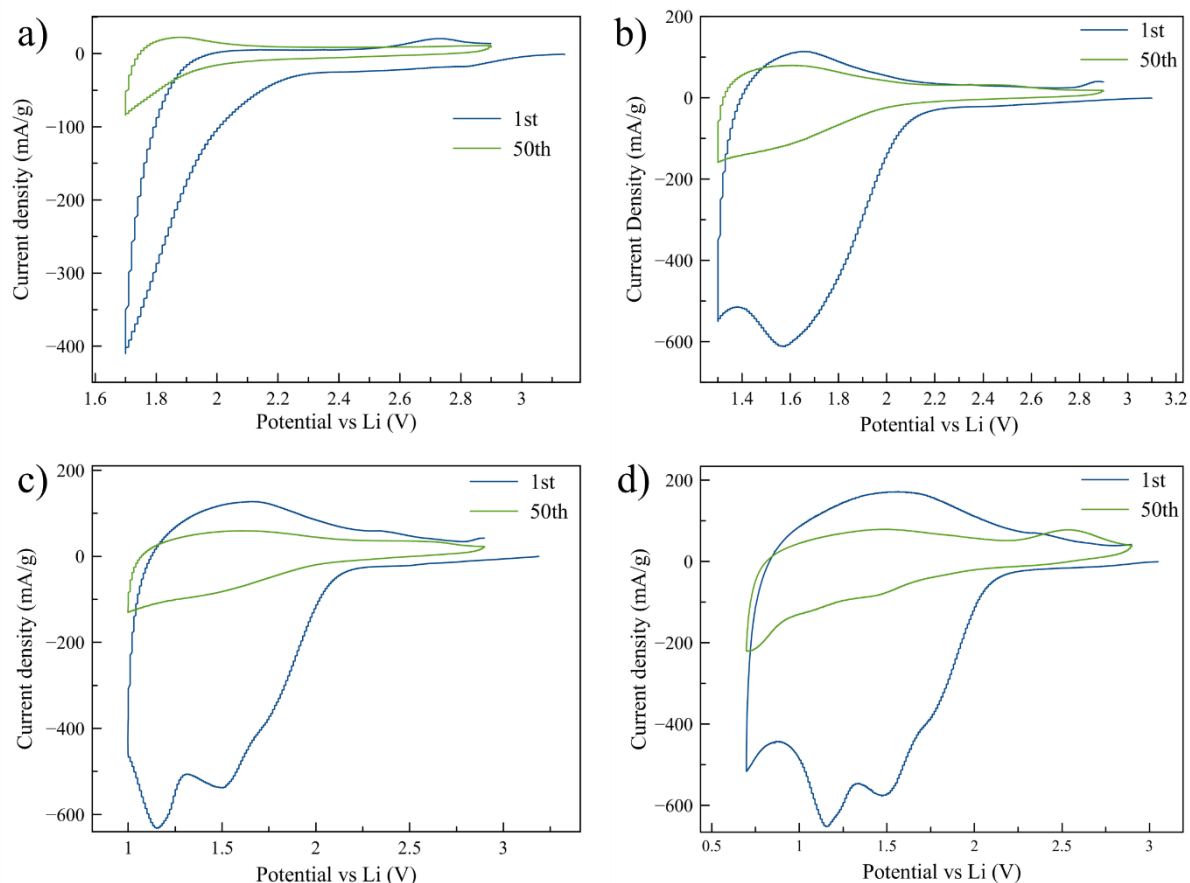 a)
0
−100
−200
−300
−400
Current density (mA/g)
1st
50th
1.6 1.8 2 2.2 2.4 2.6 2.8 3 3.2
Potential vs Li (V)
b)
200
0
−200
−400
−600
Current Density (mA/g)
1st
50th
1.4 1.6 1.8 2 2.2 2.4 2.6 2.8 3 3.2
Potential vs Li (V)
c)
200
0
−200
−400
−600
Current density (mA/g)
1st
50th
1 1.5 2 2.5 3
Potential vs Li (V)
d)
200
0
−200
−400
−600
Current density (mA/g)
1st
50th
0.5 1 1.5 2 2.5 3
Potential vs Li (V)